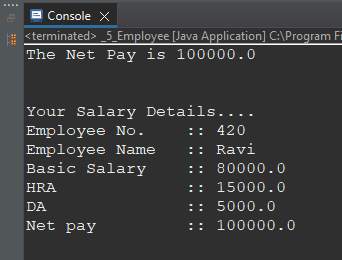 Console
<terminated> _5_Employee [Java Application] C:\Program Fi
The Net Pay is 100000.0
Your Salary Details....
Employee No.    :: 420
Employee Name   :: Ravi
Basic Salary    :: 80000.0
HRA             :: 15000.0
DA              :: 5000.0
Net pay         :: 100000.0